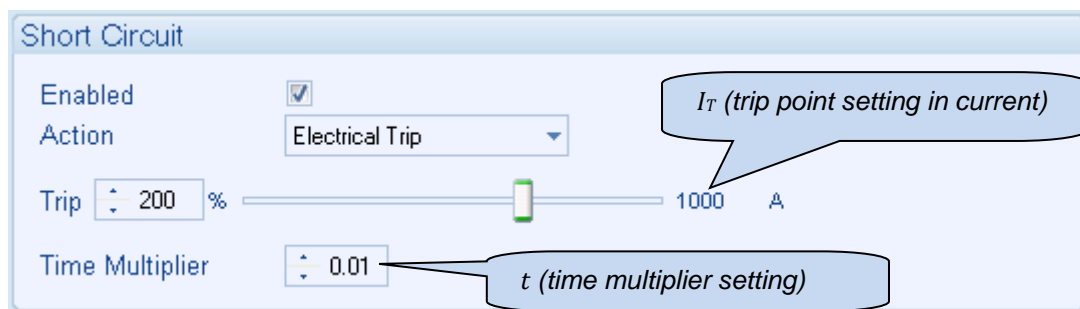 Short Circuit
Enabled
I_T (trip point setting in current)
Action Electrical Trip
Trip 200 % 1000 A
Time Multiplier 0.01
t (time multiplier setting)